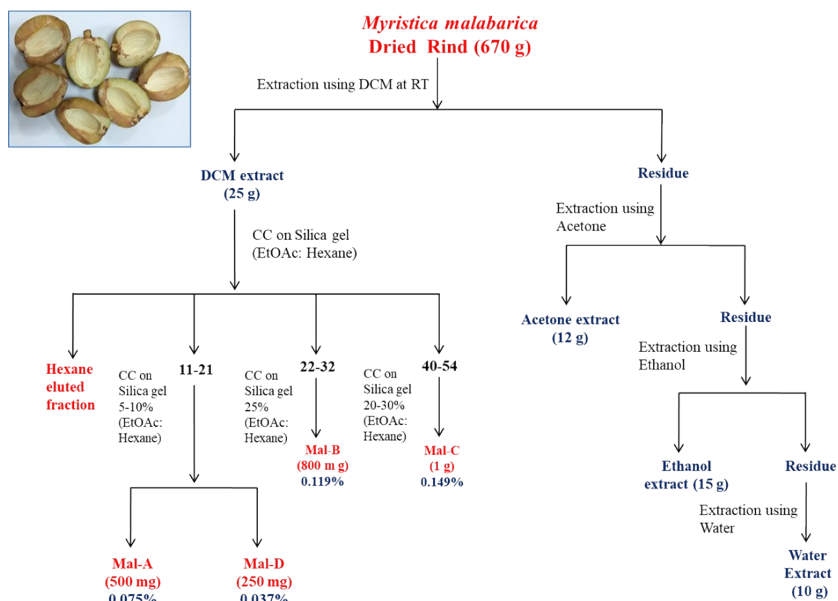 Myristica malabarica
Dried Rind (670 g)
Extraction using DCM at RT
DCM extract
(25 g)
Residue
Extraction using
Acetone
CC on Silica gel
(EtOAc: Hexane)
Acetone extract
(12 g)
Residue
Extraction using
Ethanol
Hexane
eluted
fraction
CC on
Silica gel
5-10%
(EtOAc:
Hexane)
11-21
CC on
Silica gel
25%
(EtOAc:
Hexane)
22-32
CC on
Silica gel
20-30%
(EtOAc:
Hexane)
40-54
Mal-B
(800 m g)
0.119%
Mal-C
(1 g)
0.149%
Ethanol
extract (15 g)
Residue
Extraction using
Water
Mal-A
(500 mg)
0.075%
Mal-D
(250 mg)
0.037%
Water
Extract
(10 g)